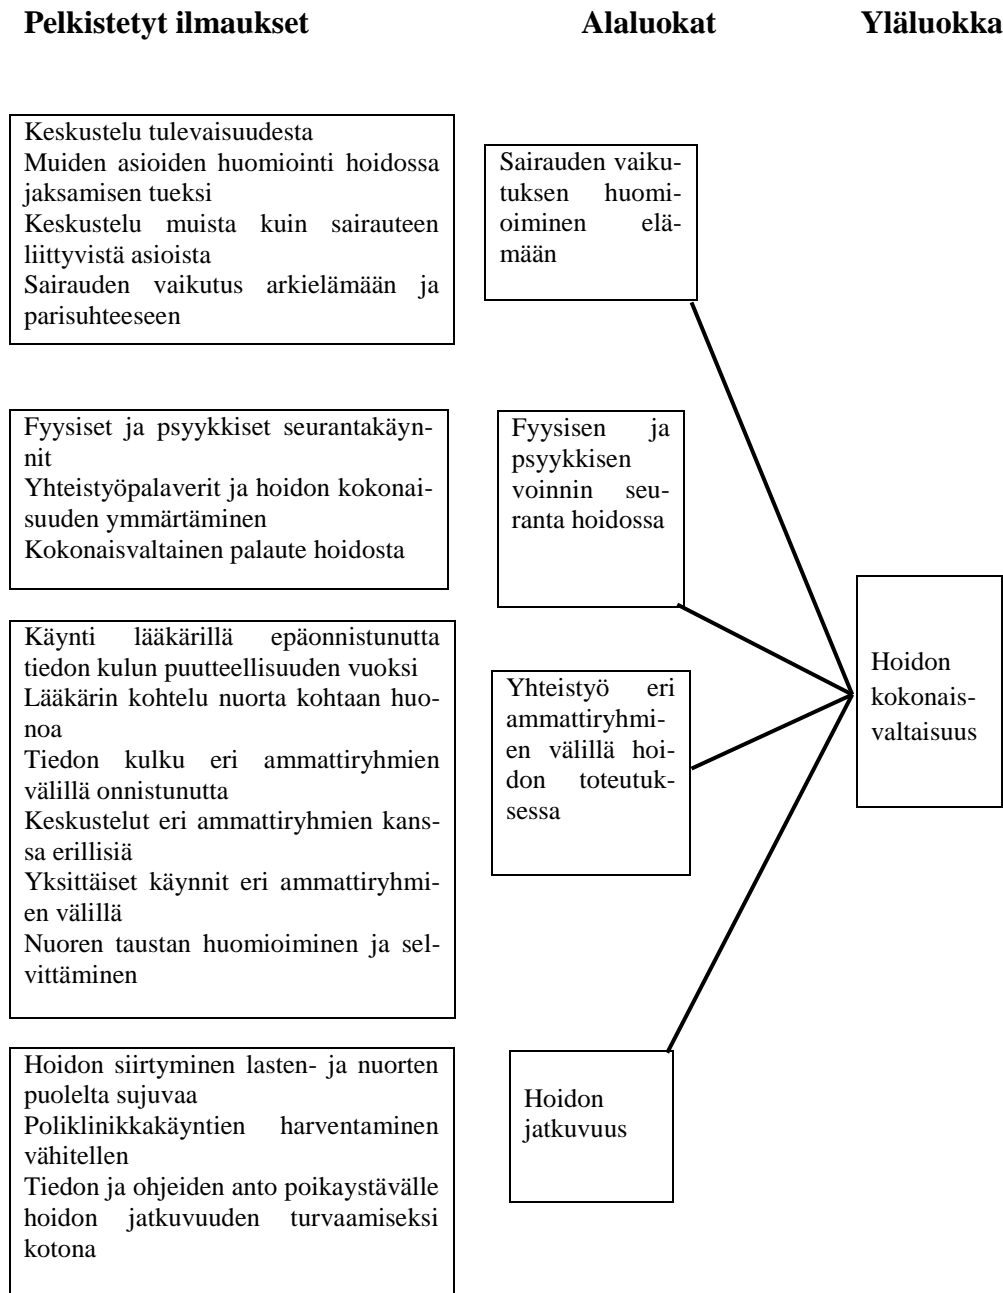 Pelkistetyt ilmaukset
Alaluokat
Yläluokka
Keskustelu tulevaisuudesta
Muiden asioiden huomiointi hoidossa
jaksamisen tueksi
Keskustelu muista kuin sairauteen
liittyvistä asioista
Sairauden vaikutus arkielämään ja
parisuhteeseen
Sairauden vaiku-
tuksen huomi-
oiminen elä-
mään
Fyysiset ja psyykkiset seurantakäyn-
nit
Yhteistyöpalaverit ja hoidon kokonai-
suuden ymmärtäminen
Kokonaisvaltainen palaute hoidosta
Fyysisen ja
psyykkisen
voinnin seu-
ranta hoidossa
Käynti lääkärillä epäonnistunutta
tiedon kulun puutteellisuuden vuoksi
Lääkärin kohtelu nuorta kohtaan huo-
noa
Tiedon kulku eri ammattiryhmien
välillä onnistunutta
Keskustelut eri ammattiryhmien kans-
sa erillisiä
Yksittäiset käynnit eri ammattiryhmi-
en välillä
Nuoren taustan huomioiminen ja sel-
vittäminen
Yhteistyö eri
ammattiryhmi-
en välillä hoi-
don toteutuk-
sessa
Hoidon
kokonais-
valtaisuus
Hoidon siirtyminen lasten- ja nuorten
puolelta sujuvaa
Poliklinikkakäyntien harventaminen
vähitellen
Tiedon ja ohjeiden anto poikaystävälle
hoidon jatkuvuuden turvaamiseksi
kotona
Hoidon
jatkuvuus